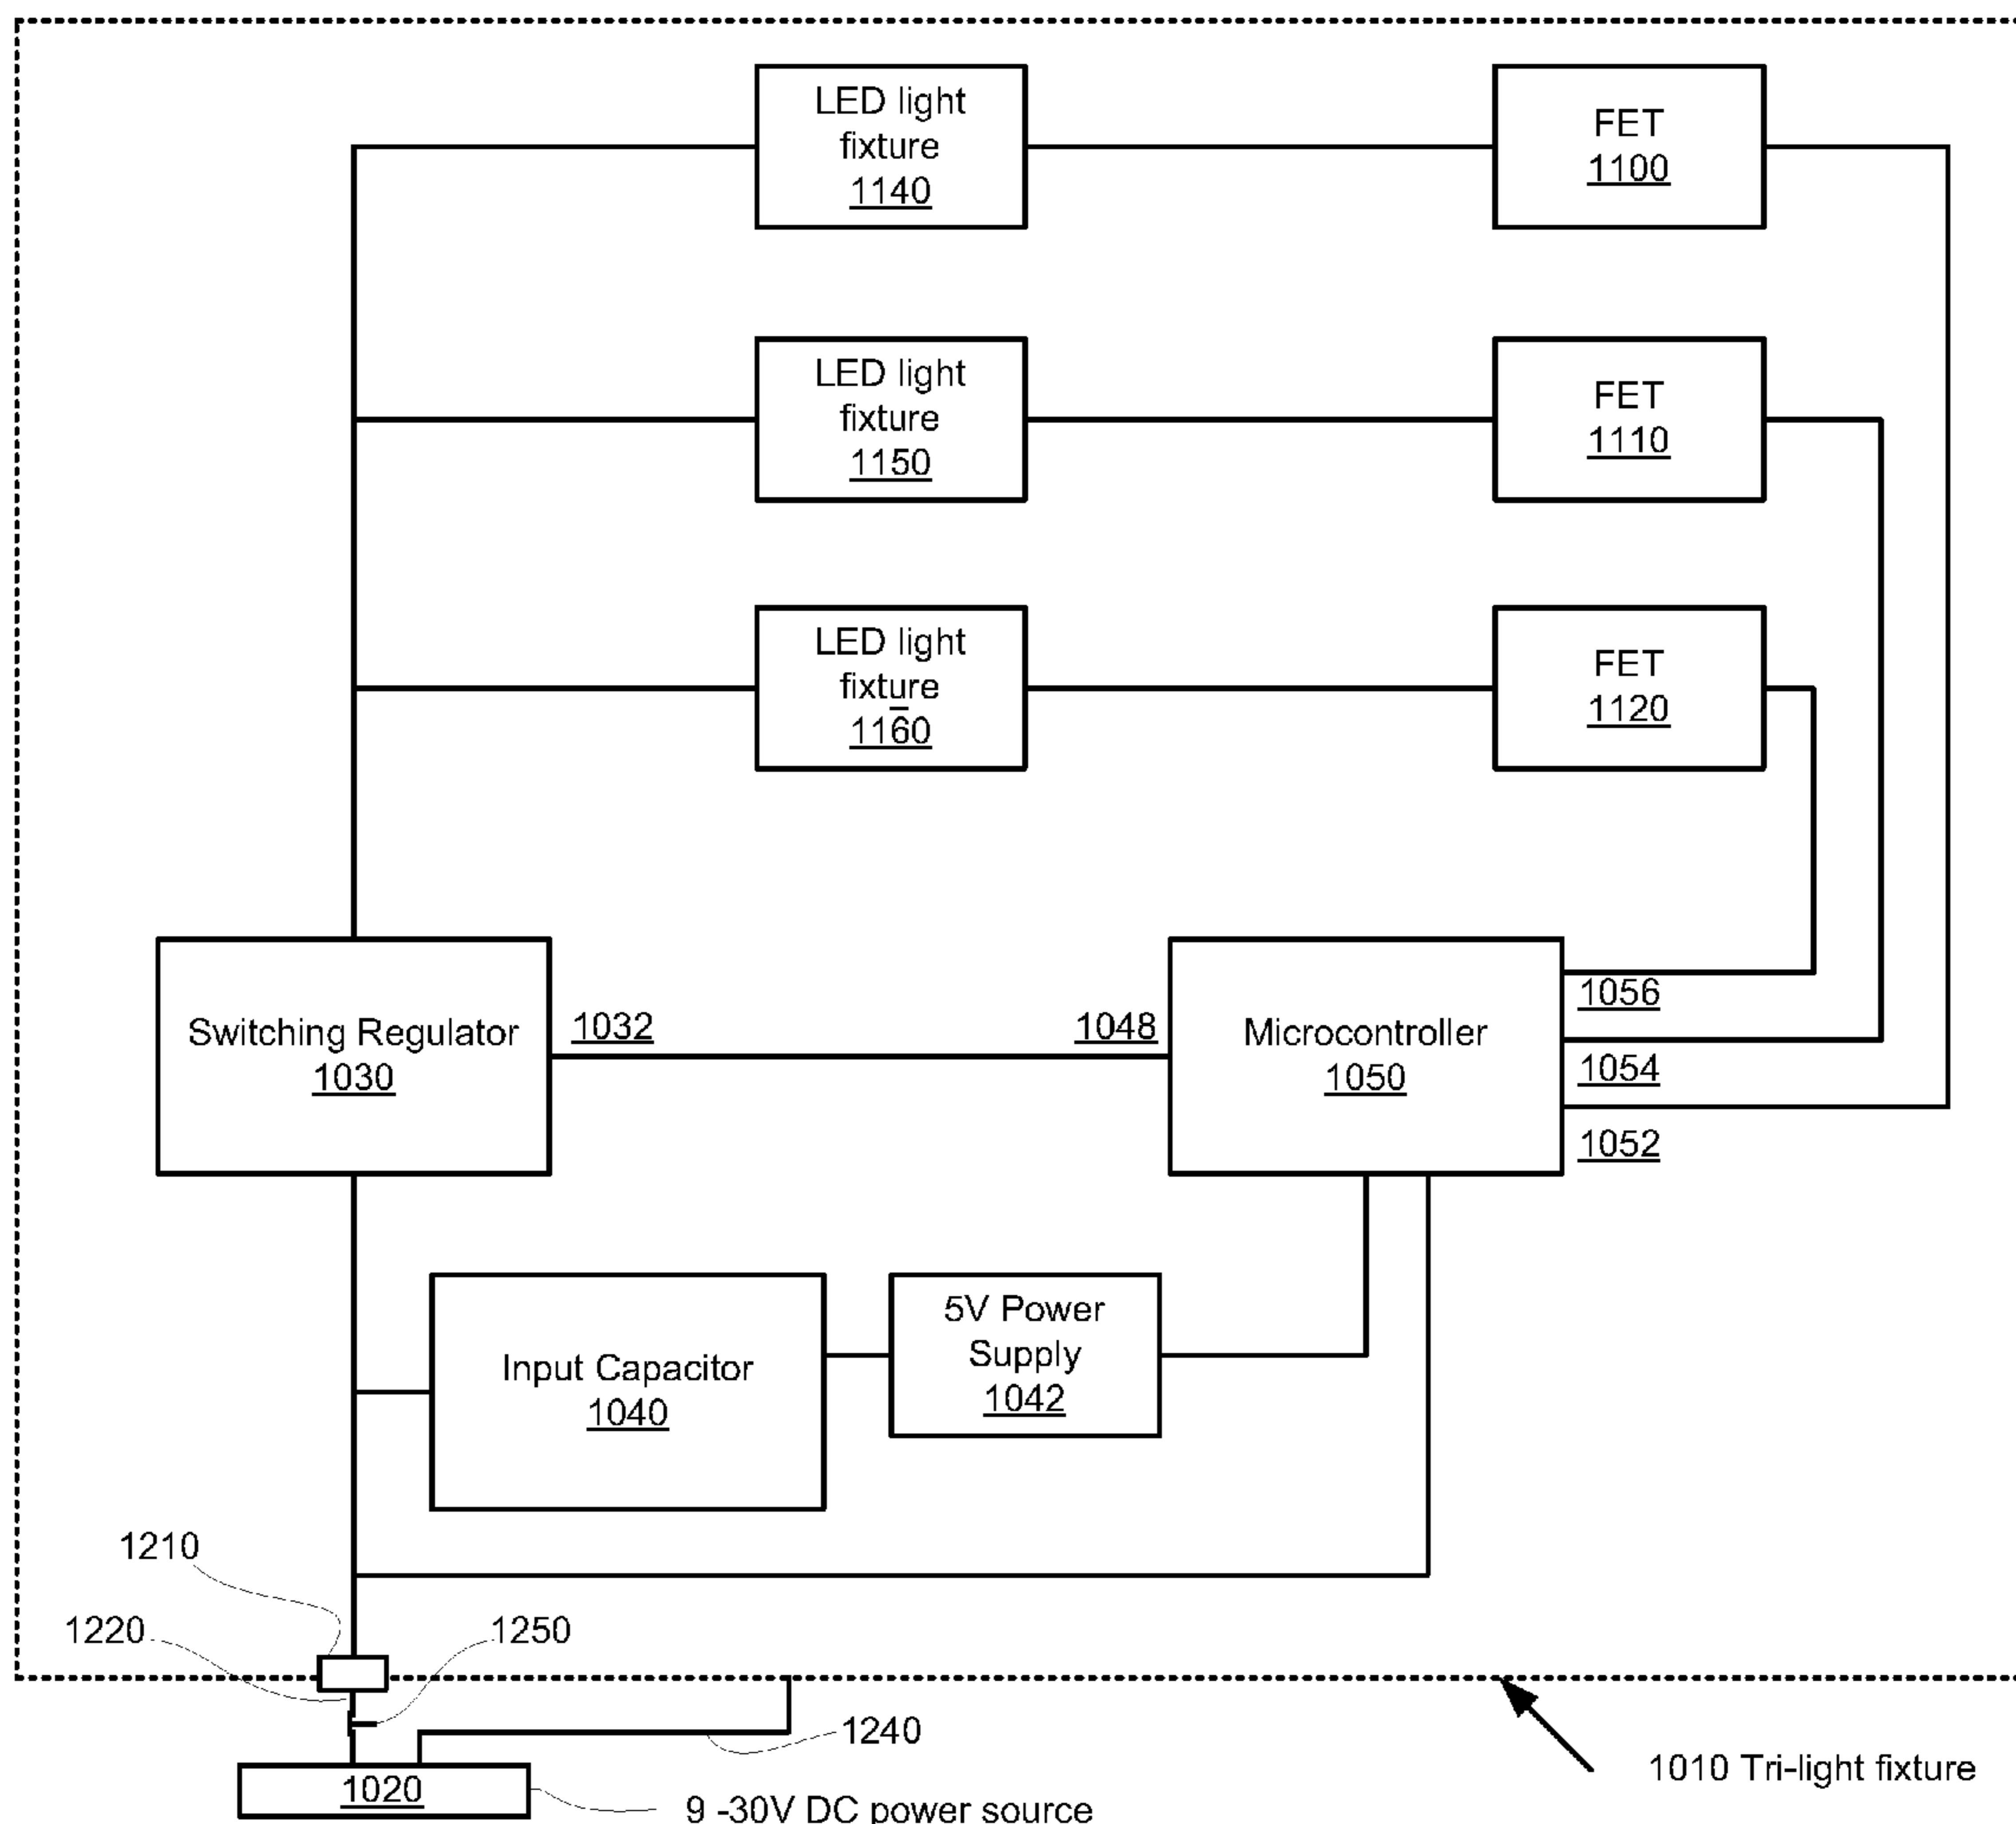 LED light
fixture
1140
FET
1100
LED light
fixture
1150
FET
1110
LED light
fixture
1160
FET
1120
Switching Regulator
1030
1032
1048
Microcontroller
1050
1056
1054
1052
Input Capacitor
1040
5V Power
Supply
1042
1210
1220
1250
1240
1020
9 -30V DC power source
1010 Tri-light fixture